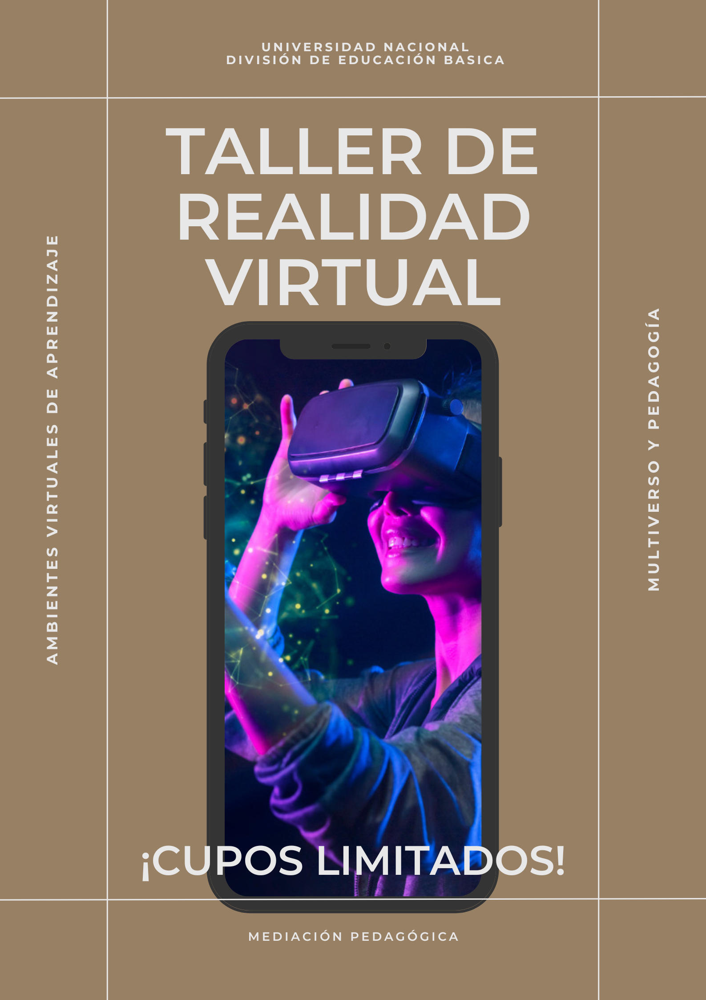 UNIVERSIDAD NACIONAL
DIVISIÓN DE EDUCACIÓN BASICA
TALLER DE
REALIDAD
VIRTUAL
AMBIENTES VIRTUALES DE APRENDIZAJE
MULTIVERSO Y PEDAGOGÍA
¡CUPOS LIMITADOS!
MEDIACIÓN PEDAGÓGICA